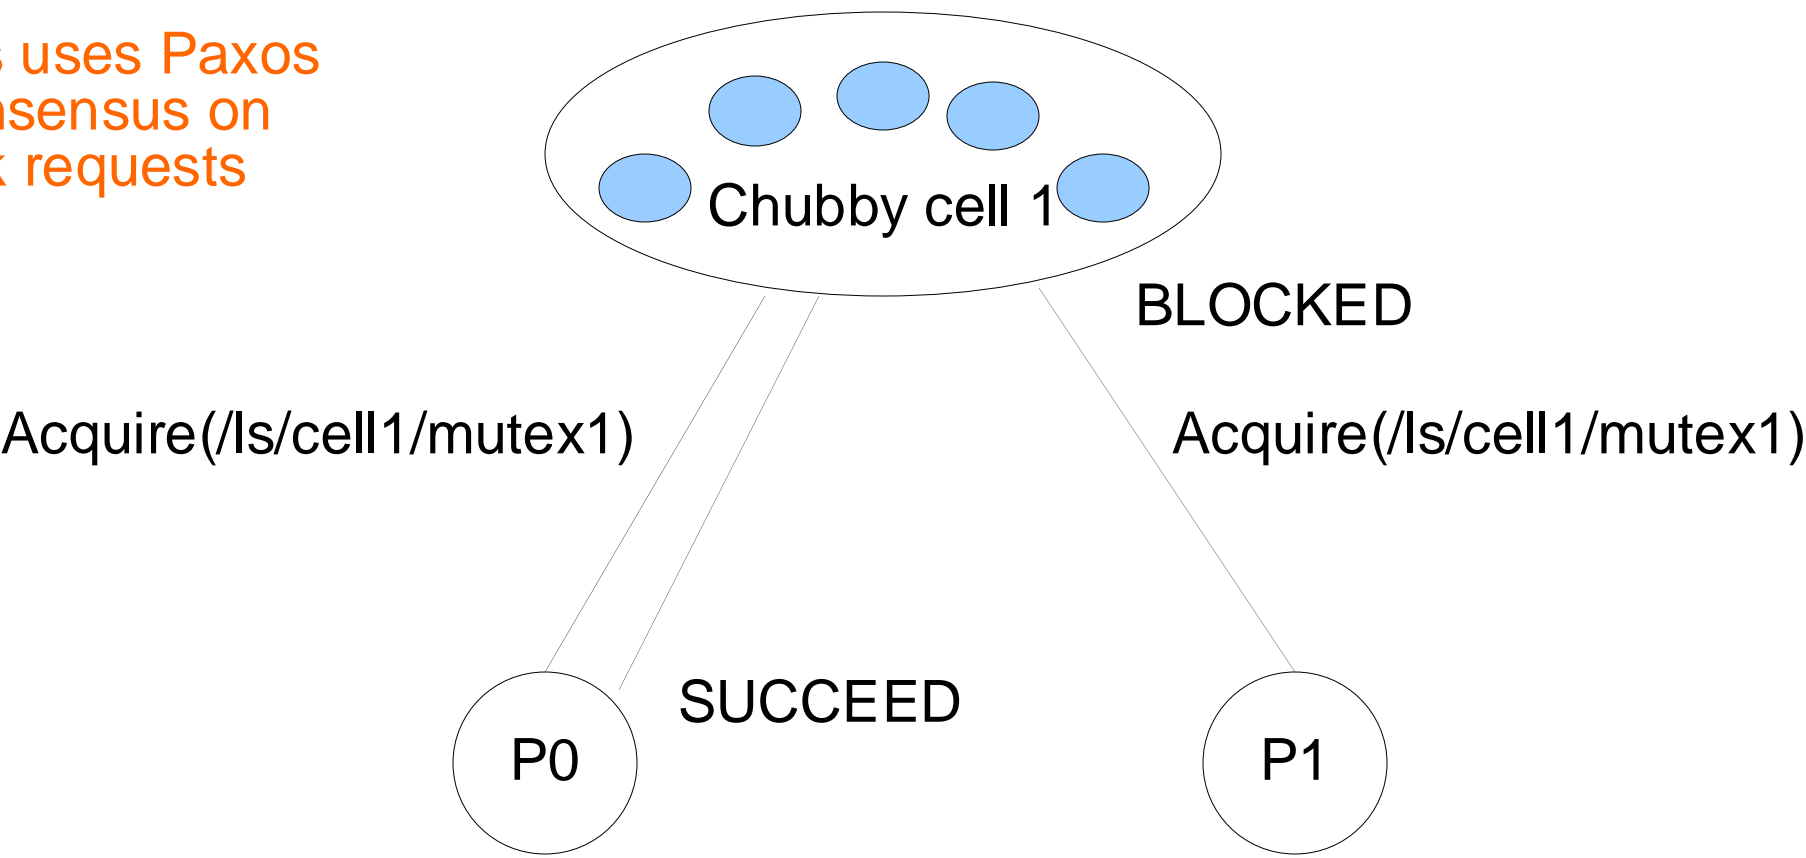 s uses Paxos
nsensus on
k requests
Chubby cell 1
BLOCKED
Acquire(/ls/cell1/mutex1)
Acquire(/ls/cell1/mutex1)
SUCCEED
P0
P1